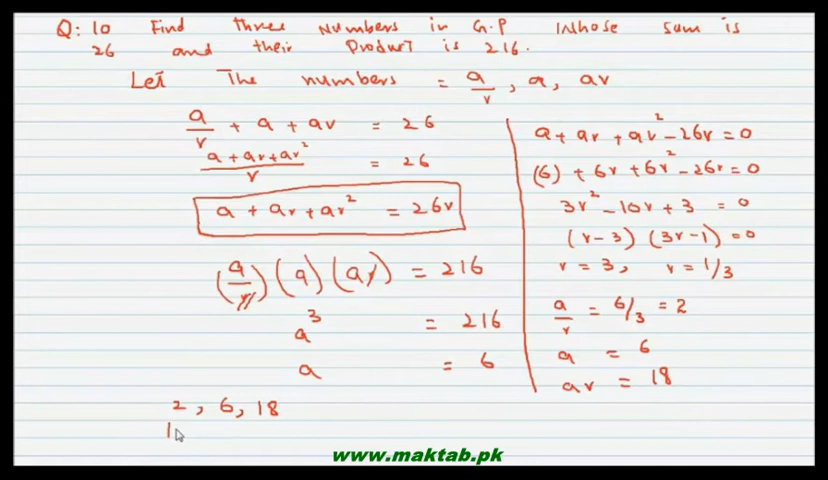 Q: 10 Find three Numbers in G.P whose sum is
26 and their Product is 216.
Let The numbers = a/r, a, ar
a/r + a + ar = 26
(a + ar + ar²)/r = 26
a + ar + ar² = 26r
(a/r) (a) (ar) = 216
a³ = 216
a = 6
2, 6, 18
1
a + ar + ar² - 26r = 0
(6) + 6r + 6r² - 26r = 0
3r² - 10r + 3 = 0
(r-3) (3r-1) = 0
r = 3, r = 1/3
a/r = 6/3 = 2
a = 6
ar = 18
www.maktab.pk